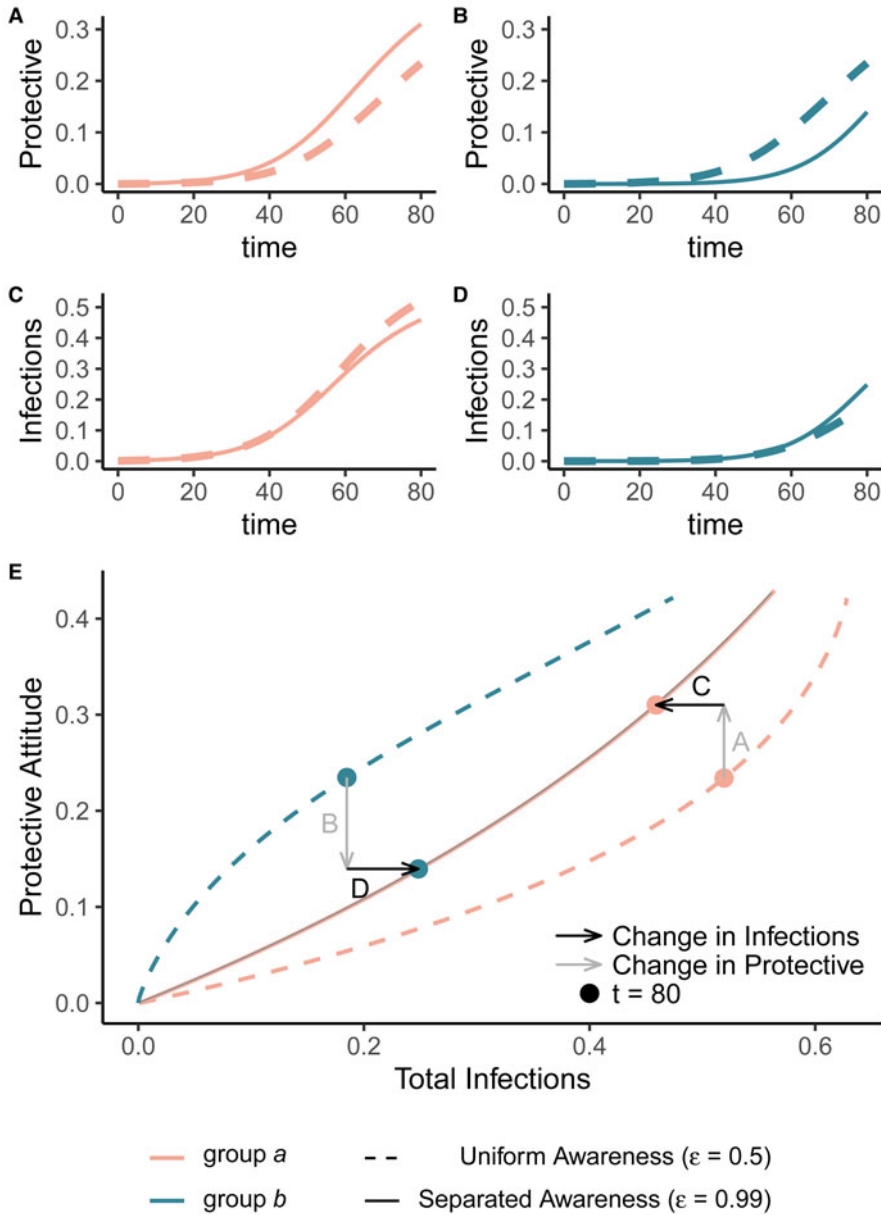 A
B
Protective
0.3
0.2
0.1
0.0
0 20 40 60 80
time
Protective
0.3
0.2
0.1
0.0
0 20 40 60 80
time
C
D
Infections
0.5
0.4
0.3
0.2
0.1
0.0
0 20 40 60 80
time
Infections
0.5
0.4
0.3
0.2
0.1
0.0
0 20 40 60 80
time
E
Protective Attitude
0.4
0.3
0.2
0.1
0.0
C
A
B
D
Change in Infections
Change in Protective
t = 80
0.0 0.2 0.4 0.6
Total Infections
group a
Uniform Awareness (ε = 0.5)
group b
Separated Awareness (ε = 0.99)